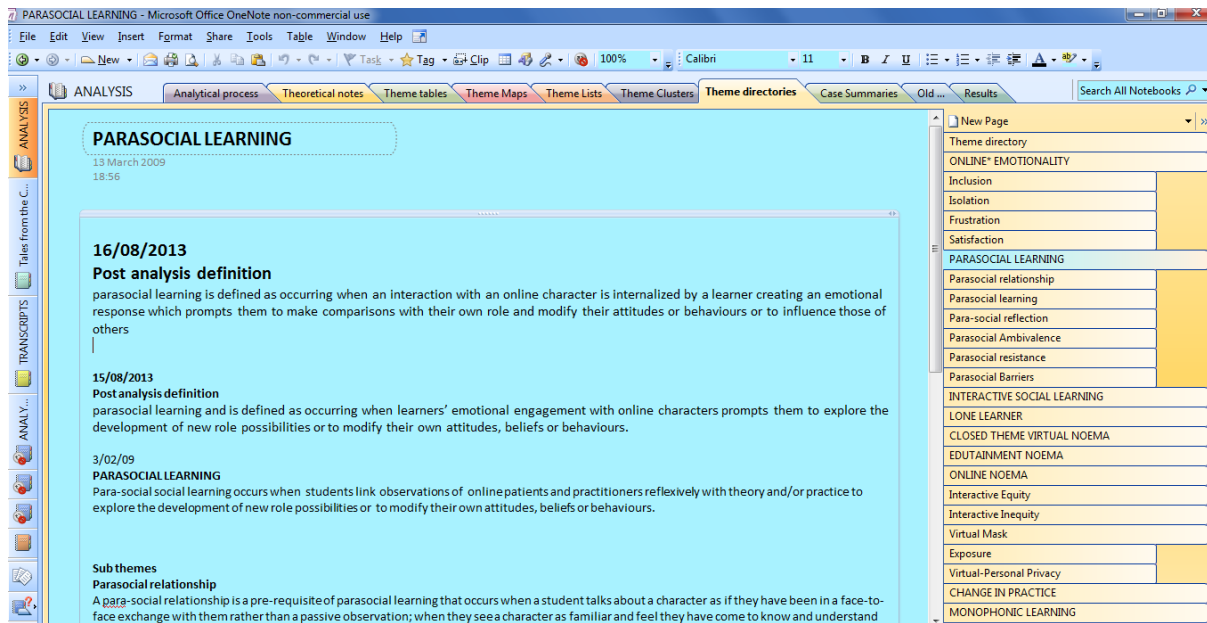 PARASOCIAL LEARNING - Microsoft Office OneNote non-commercial use
File Edit View Insert Format Share Tools Table Window Help
New Task Tag Clip 100% Calibri 11 B I U
ANALYSIS Analytical process Theoretical notes Theme tables Theme Maps Theme Lists Theme Clusters Theme directories Case Summaries Old ... Results Search All Notebooks
ANALYSIS
Tales from the C...
TRANSCRIPTS
ANALY...
PARASOCIAL LEARNING
13 March 2009
18:56
16/08/2013
Post analysis definition
parasocial learning is defined as occurring when an interaction with an online character is internalized by a learner creating an emotional
response which prompts them to make comparisons with their own role and modify their attitudes or behaviours or to influence those of
others
15/08/2013
Post analysis definition
parasocial learning and is defined as occurring when learners' emotional engagement with online characters prompts them to explore the
development of new role possibilities or to modify their own attitudes, beliefs or behaviours.
3/02/09
PARASOCIAL LEARNING
Para-social social learning occurs when students link observations of online patients and practitioners reflexively with theory and/or practice to
explore the development of new role possibilities or to modify their own attitudes, beliefs or behaviours.
Sub themes
Parasocial relationship
A para-social relationship is a pre-requisite of parasocial learning that occurs when a student talks about a character as if they have been in a face-to-
face exchange with them rather than a passive observation; when they see a character as familiar and feel they have come to know and understand
New Page
Theme directory
ONLINE* EMOTIONALITY
Inclusion
Isolation
Frustration
Satisfaction
PARASOCIAL LEARNING
Parasocial relationship
Parasocial learning
Para-social reflection
Parasocial Ambivalence
Parasocial resistance
Parasocial Barriers
INTERACTIVE SOCIAL LEARNING
LONE LEARNER
CLOSED THEME VIRTUAL NOEMA
EDUTAINMENT NOEMA
ONLINE NOEMA
Interactive Equity
Interactive Inequity
Virtual Mask
Exposure
Virtual-Personal Privacy
CHANGE IN PRACTICE
MONOPHONIC LEARNING